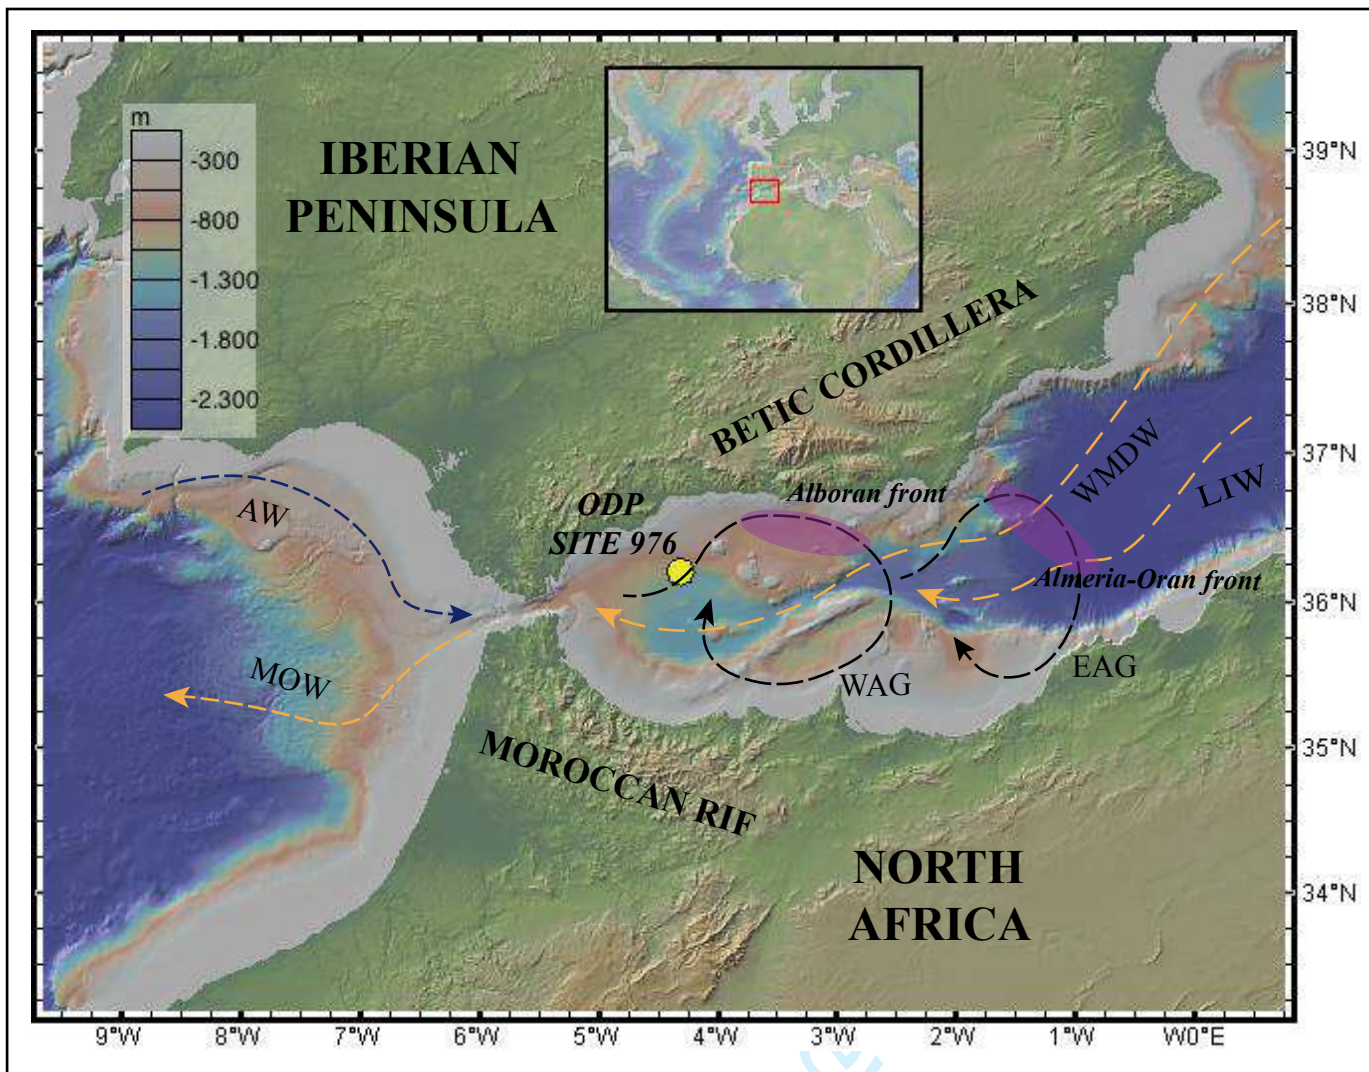 m
-300
-800
-1.300
-1.800
-2.300
IBERIAN
PENINSULA
39°N
38°N
37°N
36°N
35°N
34°N
BETIC CORDILLERA
WMDW
LIW
AW
ODP
SITE 976
Alboran front
Almeria-Oran front
MOW
WAG
EAG
MOROCCAN RIF
NORTH
AFRICA
9°W 8°W 7°W 6°W 5°W 4°W 3°W 2°W 1°W W0°E